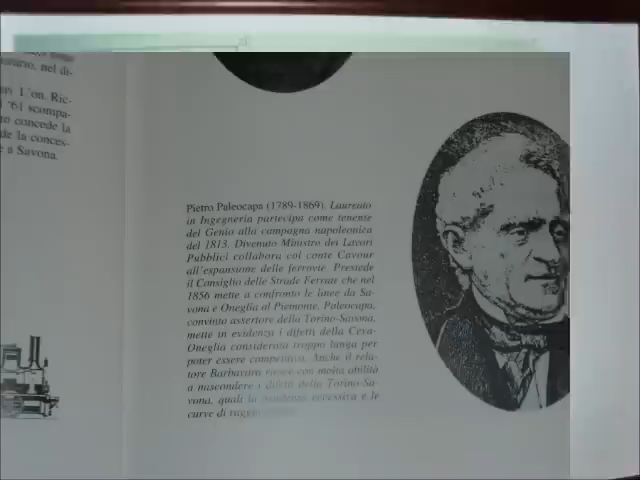 nel di-
on. Ric-
'61 scompa-
concede la
de la conces-
e a Savona.
Pietro Paleocapa (1789-1869). Laureato
in Ingegneria partecipa come tenente
del Genio alla campagna napoleonica
del 1813. Divenuto Ministro dei Lavori
Pubblici collabora col conte Cavour
all'espansione delle ferrovie. Presiede
il Consiglio delle Strade Ferrate che nel
1856 mette a confronto le linee da Sa-
vona e Oneglia al Piemonte. Paleocapa,
convinto assertore della Torino-Savona,
mette in evidenza i difetti della Ceva-
Oneglia considerata troppo lunga per
poter essere competitiva. Anche il rela-
tore Barbavara riesce con molta abilità
a nascondere i difetti della Torino-Sa-
vona, quali la pendenza eccessiva e le
curve di raggio